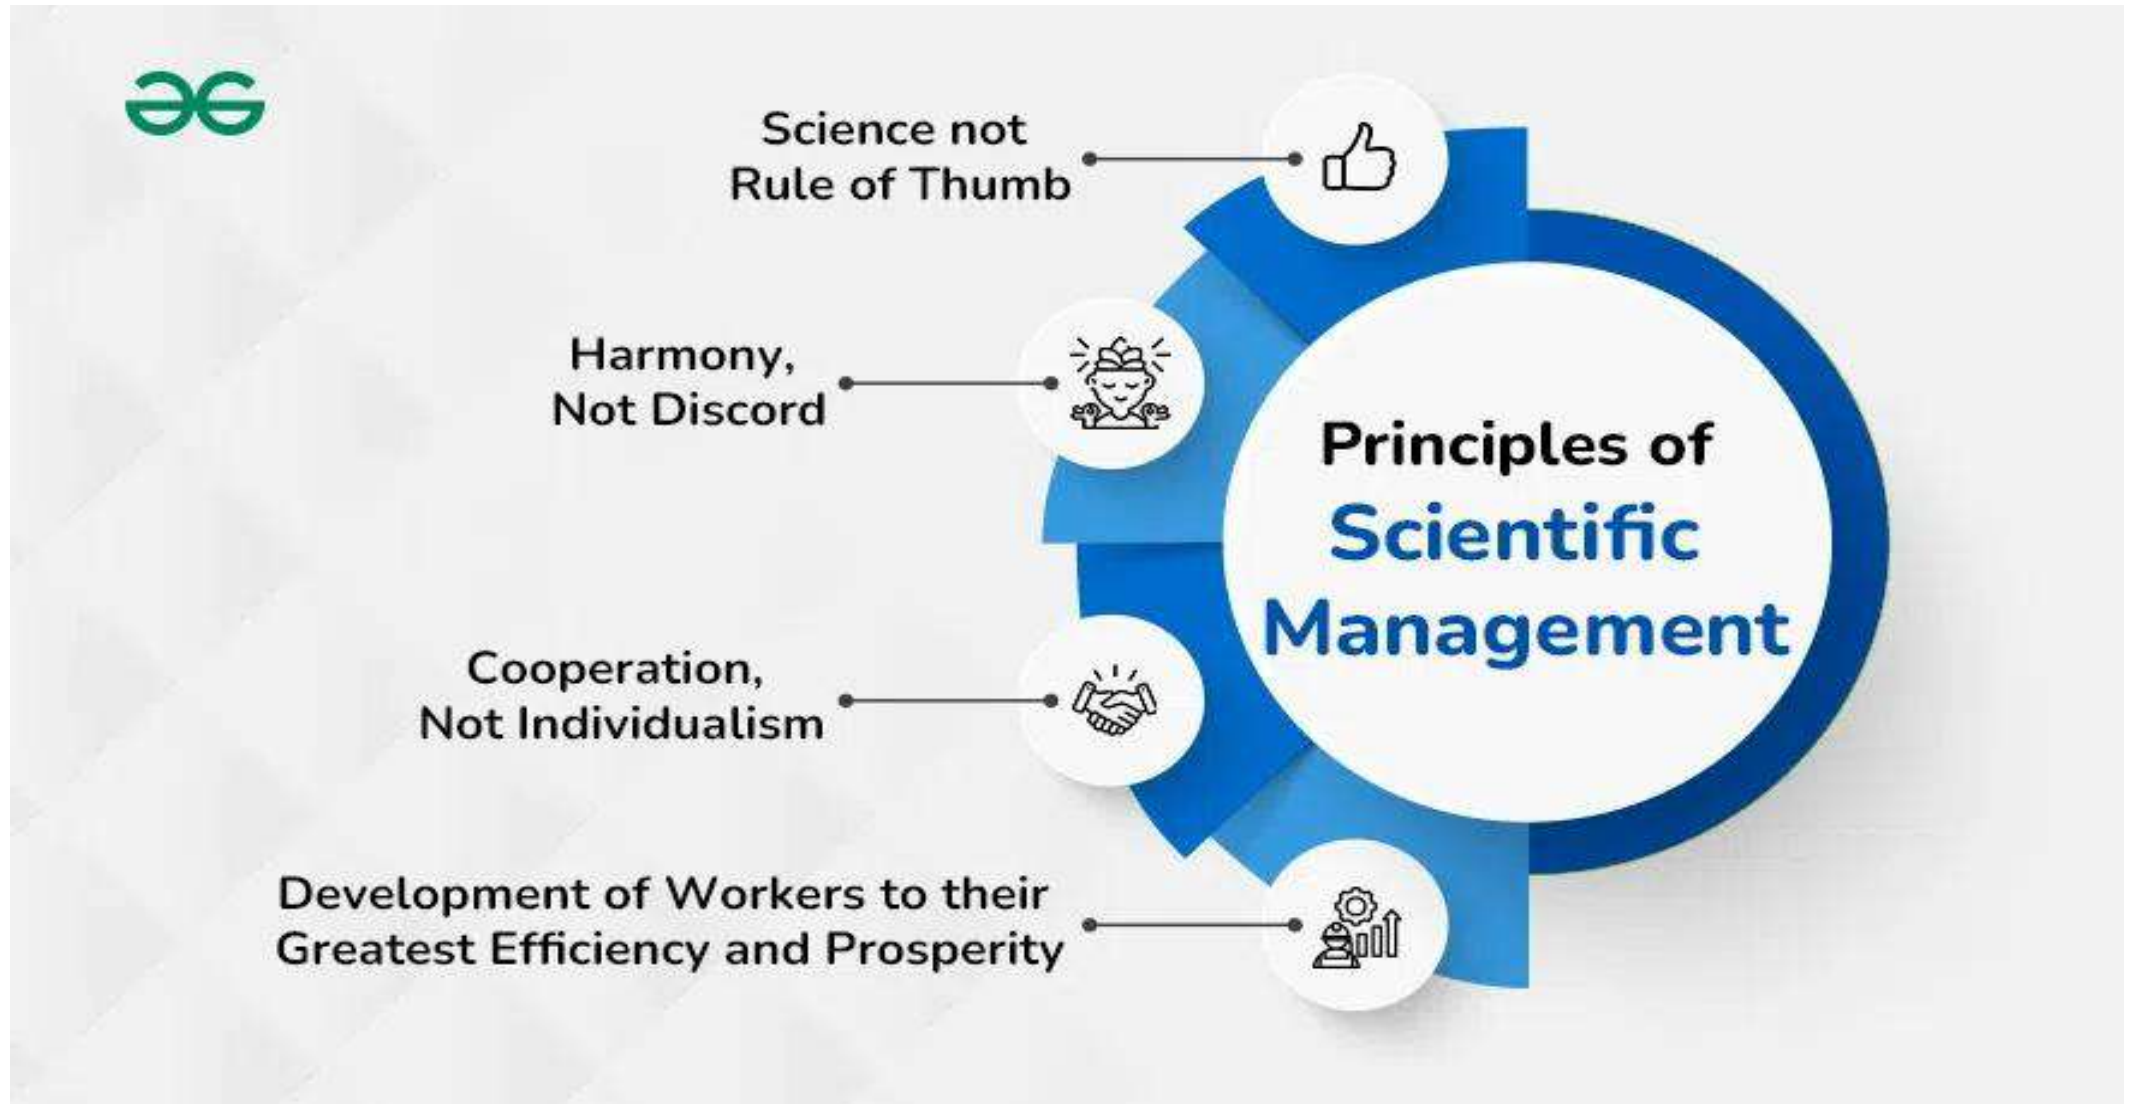 Science not
Rule of Thumb
Harmony,
Not Discord
Cooperation,
Not Individualism
Development of Workers to their
Greatest Efficiency and Prosperity
Principles of
Scientific
Management